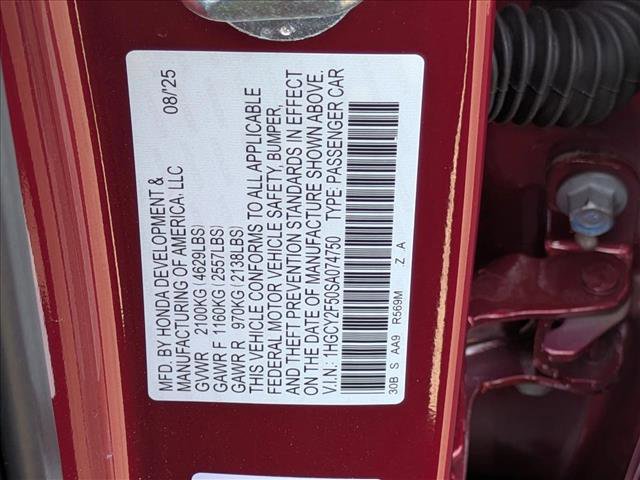 MFD. BY HONDA DEVELOPMENT & 08/'25
MANUFACTURING OF AMERICA, LLC
GVWR 2100KG(4629LBS)
GAWR F 1160KG(2557LBS)
GAWR R 970KG(2138LBS)
THIS VEHICLE CONFORMS TO ALL APPLICABLE
FEDERAL MOTOR VEHICLE SAFETY, BUMPER,
AND THEFT PREVENTION STANDARDS IN EFFECT
ON THE DATE OF MANUFACTURE SHOWN ABOVE.
V.I.N.: 1HGCY2F50SA074750 TYPE: PASSENGER CAR
30B S AA9 R569M Z A